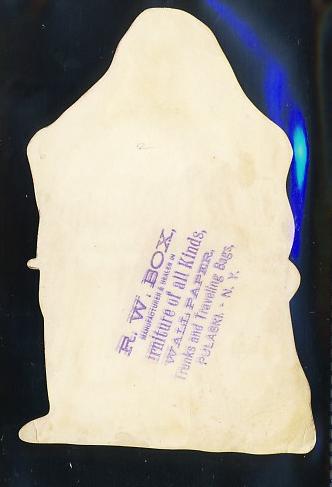 R. W. BOX,
MANUFACTURER & DEALER IN
urniture of all Kinds,
WALL PAPER,
Trunks and Traveling Bags,
PULASKI, - N. Y.